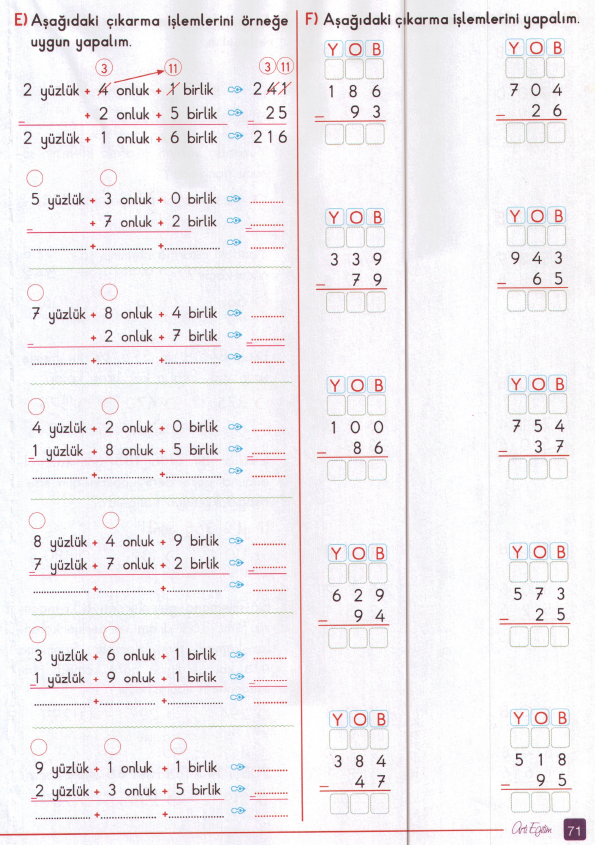 E) Aşağıdaki çıkarma işlemlerini örneğe
uygun yapalım.
3 11 3 11
2 yüzlük + 4 onluk + 1 birlik 2 4 1
- + 2 onluk + 5 birlik - 2 5
2 yüzlük + 1 onluk + 6 birlik 2 1 6
5 yüzlük + 3 onluk + 0 birlik ..........
- + 7 onluk + 2 birlik - ..........
.............. + .............. + .............. ..........
7 yüzlük + 8 onluk + 4 birlik ..........
- + 2 onluk + 7 birlik - ..........
.............. + .............. + .............. ..........
4 yüzlük + 2 onluk + 0 birlik ..........
- 1 yüzlük + 8 onluk + 5 birlik - ..........
.............. + .............. + .............. ..........
8 yüzlük + 4 onluk + 9 birlik ..........
- 7 yüzlük + 7 onluk + 2 birlik - ..........
.............. + .............. + .............. ..........
3 yüzlük + 6 onluk + 1 birlik ..........
- 1 yüzlük + 9 onluk + 1 birlik - ..........
.............. + .............. + .............. ..........
9 yüzlük + 1 onluk + 1 birlik ..........
- 2 yüzlük + 3 onluk + 5 birlik - ..........
.............. + .............. + .............. ..........
F) Aşağıdaki çıkarma işlemlerini yapalım.
Y O B
1 8 6
- 9 3
Y O B
7 0 4
- 2 6
Y O B
3 3 9
- 7 9
Y O B
9 4 3
- 6 5
Y O B
1 0 0
- 8 6
Y O B
7 5 4
- 3 7
Y O B
6 2 9
- 9 4
Y O B
5 7 3
- 2 5
Y O B
3 8 4
- 4 7
Y O B
5 1 8
- 9 5
Artı Eğitim 71